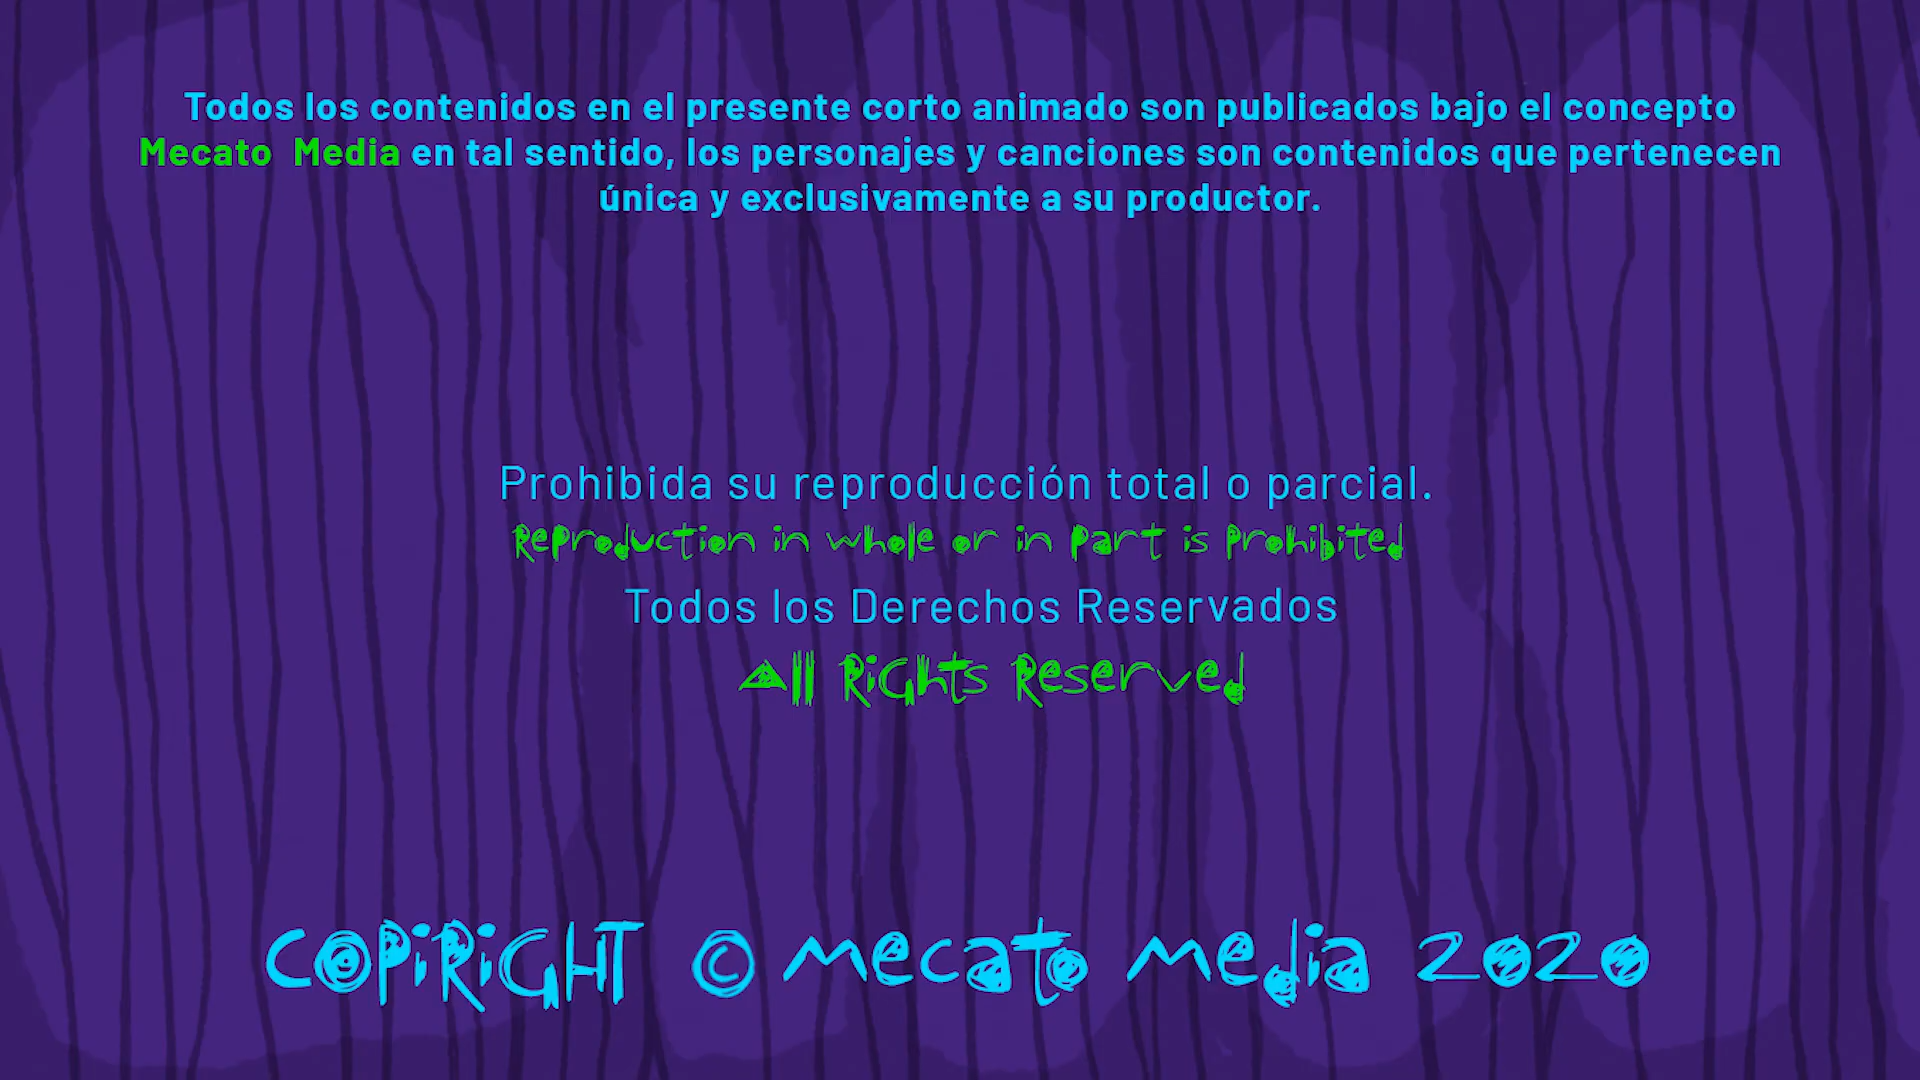 Todos los contenidos en el presente corto animado son publicados bajo el concepto
Mecato Media en tal sentido, los personajes y canciones son contenidos que pertenecen
única y exclusivamente a su productor.
Prohibida su reproducción total o parcial.
Reproduction in whole or in part is prohibited
Todos los Derechos Reservados
All Rights Reserved
COPIRIGHT © Mecato Media 2020